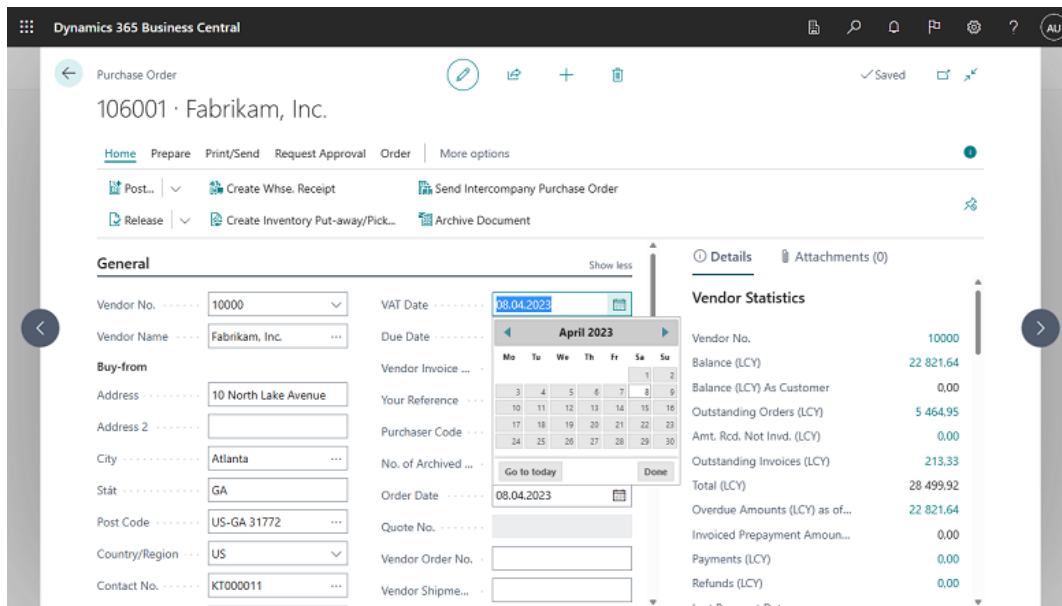 Dynamics 365 Business Central
?
AU
Purchase Order
Saved
106001 · Fabrikam, Inc.
Home Prepare Print/Send Request Approval Order More options
Post... Create Whse. Receipt Send Intercompany Purchase Order
Release Create Inventory Put-away/Pick... Archive Document
General
Show less
Vendor No. 10000
Vendor Name Fabrikam, Inc. ...
Buy-from
Address 10 North Lake Avenue
Address 2
City Atlanta ...
Stát GA
Post Code US-GA 31772 ...
Country/Region US
Contact No. KT000011 ...
VAT Date 08.04.2023
Due Date
Vendor Invoice ...
Your Reference
Purchaser Code
No. of Archived ...
Order Date 08.04.2023
Quote No.
Vendor Order No.
Vendor Shipme...
April 2023
Mo Tu We Th Fr Sa Su
1 2
3 4 5 6 7 8 9
10 11 12 13 14 15 16
17 18 19 20 21 22 23
24 25 26 27 28 29 30
Go to today Done
Details Attachments (0)
Vendor Statistics
Vendor No. 10000
Balance (LCY) 22 821,64
Balance (LCY) As Customer 0,00
Outstanding Orders (LCY) 5 464,95
Amt. Rcd. Not Invd. (LCY) 0,00
Outstanding Invoices (LCY) 213,33
Total (LCY) 28 499,92
Overdue Amounts (LCY) as of... 22 821,64
Invoiced Prepayment Amoun... 0,00
Payments (LCY) 0,00
Refunds (LCY) 0,00